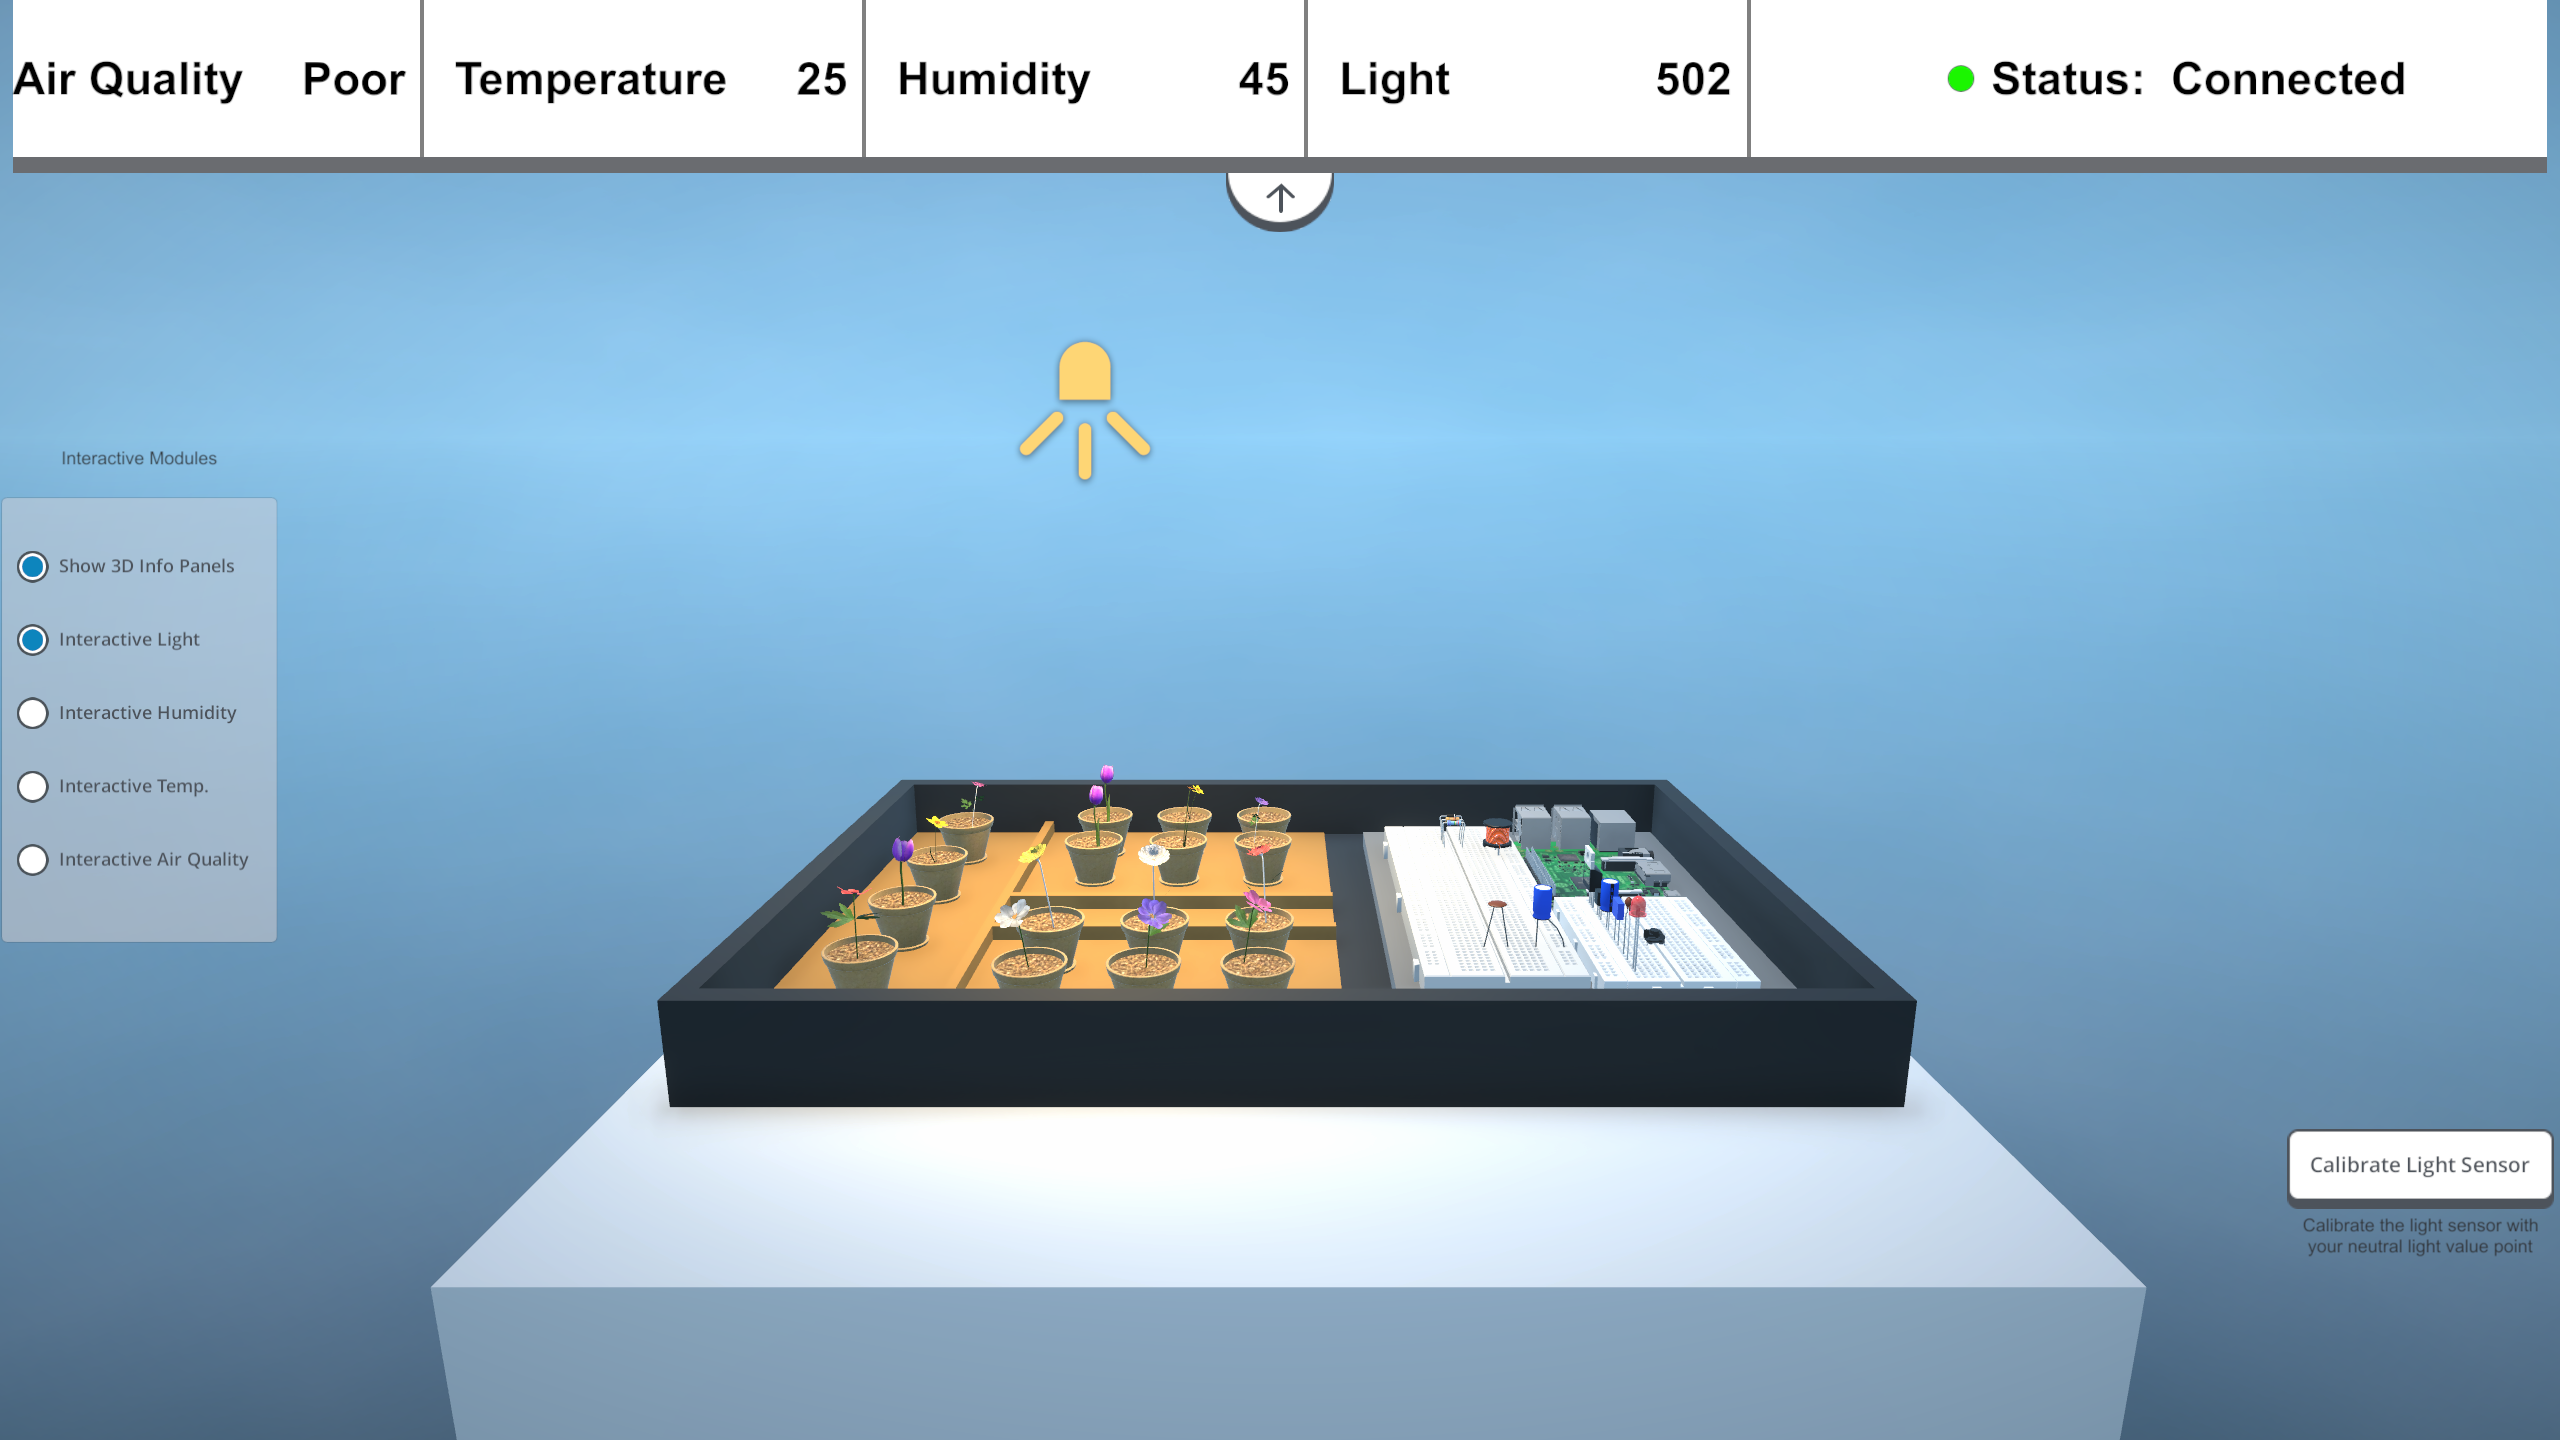 Air Quality Poor Temperature 25 Humidity 45 Light 502 Status: Connected
Interactive Modules
Show 3D Info Panels
Interactive Light
Interactive Humidity
Interactive Temp.
Interactive Air Quality
Calibrate Light Sensor
Calibrate the light sensor with
your neutral light value point